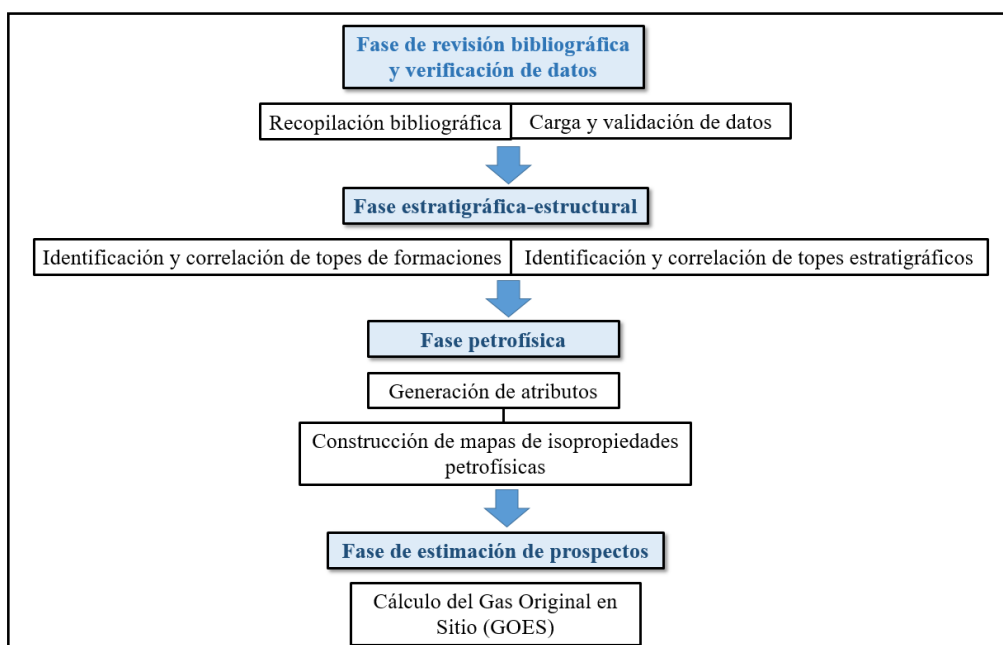 Fase de revisión bibliográfica
y verificación de datos
Recopilación bibliográfica
Carga y validación de datos
Fase estratigráfica-estructural
Identificación y correlación de topes de formaciones
Identificación y correlación de topes estratigráficos
Fase petrofísica
Generación de atributos
Construcción de mapas de isopropiedades
petrofísicas
Fase de estimación de prospectos
Cálculo del Gas Original en
Sitio (GOES)